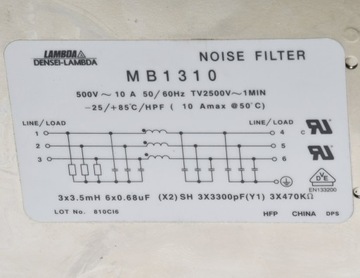 LAMBDA
DENSEI-LAMBDA
NOISE FILTER
MB1310
500V～ 10 A 50/60Hz TV2500V～1MIN
-25/+85℃/HPF ( 10 Amax @50℃)
LINE/LOAD LINE/LOAD
1 4
2 5
3 6
3x3.5mH 6x0.68uF (X2) SH 3X3300pF(Y1) 3X470KΩ
EN133200
LOT No. 810CI6 HFP CHINA DPS